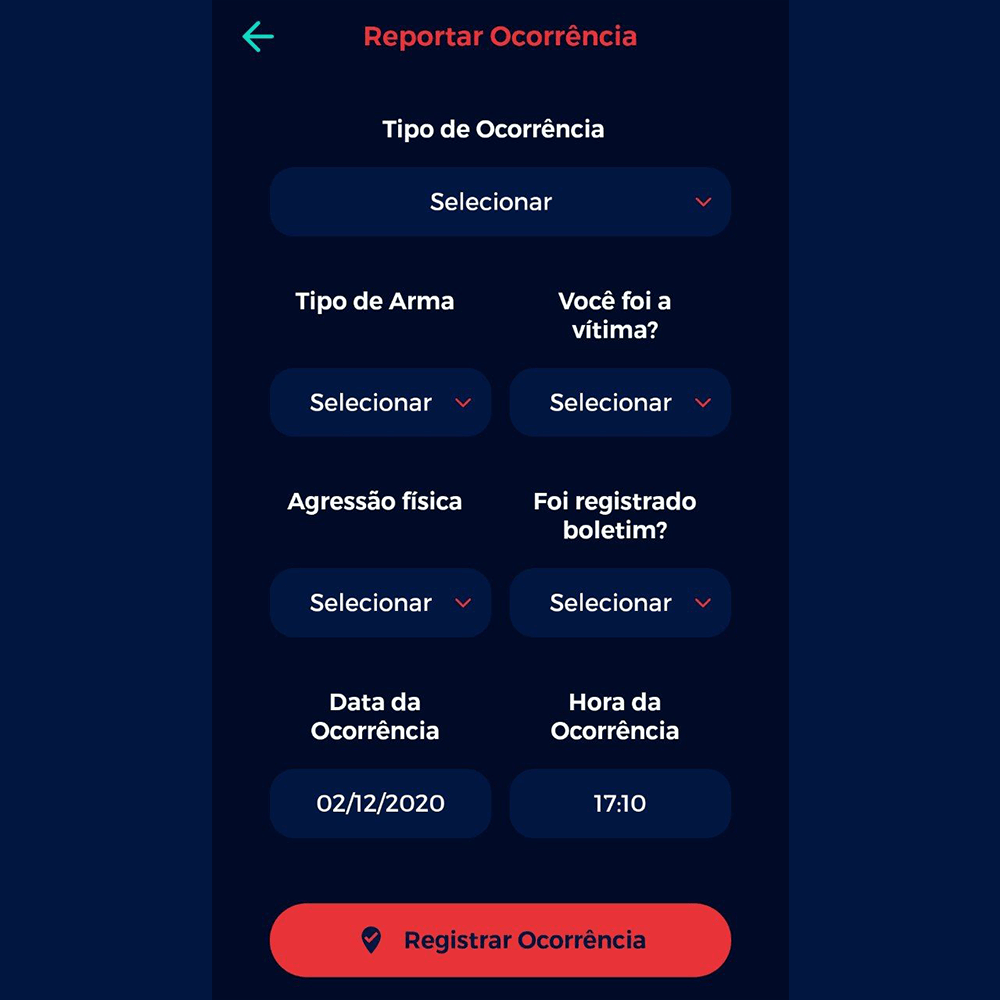 Reportar Ocorrência
Tipo de Ocorrência
Selecionar
Tipo de Arma
Você foi a
vítima?
Selecionar
Selecionar
Agressão física
Foi registrado
boletim?
Selecionar
Selecionar
Data da
Ocorrência
Hora da
Ocorrência
02/12/2020
17:10
Registrar Ocorrência